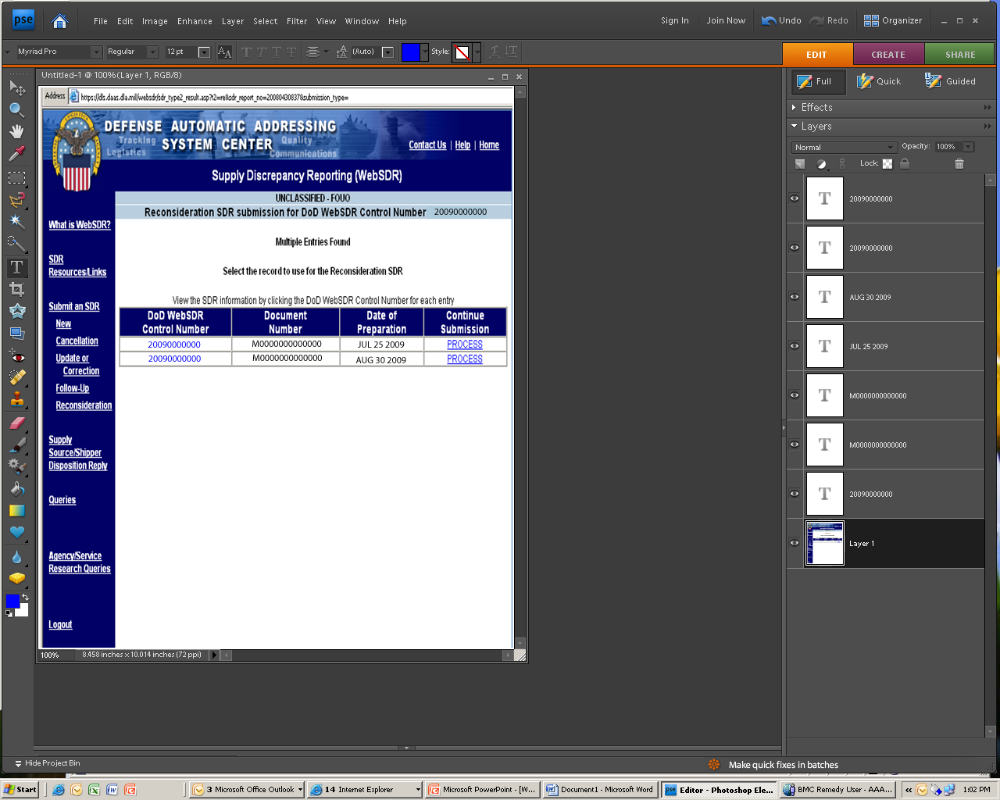 pse File Edit Image Enhance Layer Select Filter View Window Help Sign In Join Now Undo Redo Organizer
Myriad Pro Regular 12 pt (Auto) Style: EDIT CREATE SHARE
Untitled-1 @ 100%(Layer 1, RGB/8)
Full Quick Guided
Address https://dls.daas.dla.mil/websdr/sdr_type2_result.asp?t2=re&sdr_report_no=200804308378submission_type=
DEFENSE AUTOMATIC ADDRESSING
SYSTEM CENTER
Tracking Quality
Logistics Communications
Contact Us | Help | Home
Supply Discrepancy Reporting (WebSDR)
UNCLASSIFIED - FOUO
Reconsideration SDR submission for DoD WebSDR Control Number 20090000000
What is WebSDR?
SDR
Resources/Links
Submit an SDR
New
Cancellation
Update or
Correction
Follow-Up
Reconsideration
Supply
Source/Shipper
Disposition Reply
Queries
Agency/Service
Research Queries
Logout
Multiple Entries Found
Select the record to use for the Reconsideration SDR
View the SDR information by clicking the DoD WebSDR Control Number for each entry
DoD WebSDR Control Number Document Number Date of Preparation Continue Submission
20090000000 M0000000000000 JUL 25 2009 PROCESS
20090000000 M0000000000000 AUG 30 2009 PROCESS
100% 8.458 inches x 10.014 inches (72 ppi)
Effects
Layers
Normal Opacity: 100%
Lock:
T 20090000000
T 20090000000
T AUG 30 2009
T JUL 25 2009
T M0000000000000
T M0000000000000
T 20090000000
Layer 1
Hide Project Bin Make quick fixes in batches
Start 3 Microsoft Office Outlook 14 Internet Explorer Microsoft PowerPoint - [W... Document1 - Microsoft Word Editor - Photoshop Ele... BMC Remedy User - AAA... 1:02 PM